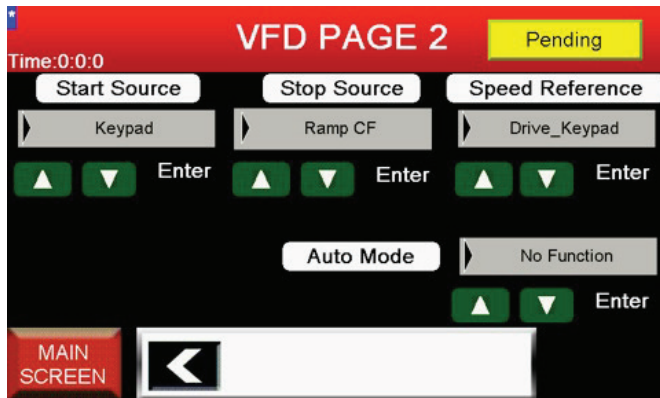 *
VFD PAGE 2
Pending
Time:0:0:0
Start Source
Stop Source
Speed Reference
Keypad
Ramp CF
Drive_Keypad
Enter
Enter
Enter
Auto Mode
No Function
Enter
MAIN
SCREEN